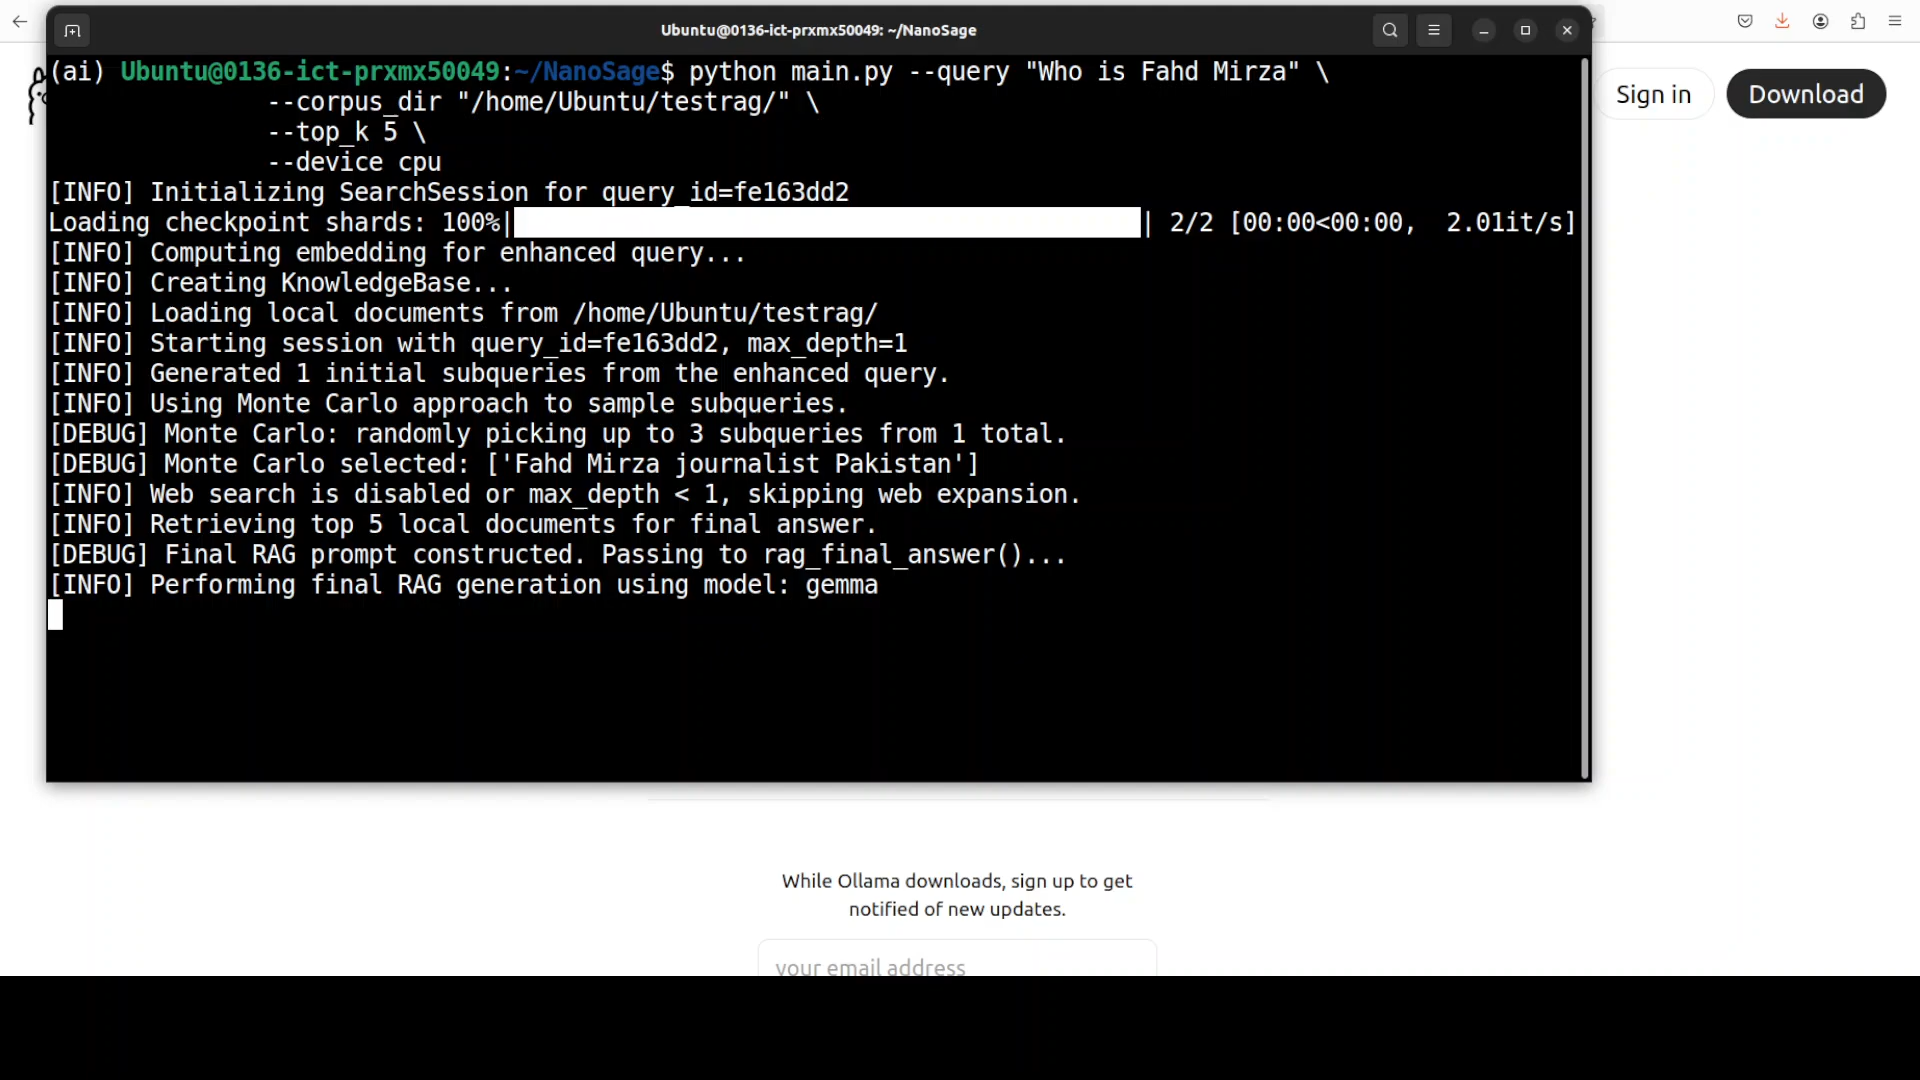 Ubuntu@0136-ict-prxmx50049: ~/NanoSage
(ai) Ubuntu@0136-ict-prxmx50049:~/NanoSage$ python main.py --query "Who is Fahd Mirza" \
--corpus_dir "/home/Ubuntu/testrag/" \
--top_k 5 \
--device cpu
[INFO] Initializing SearchSession for query_id=fe163dd2
Loading checkpoint shards: 100%| | 2/2 [00:00<00:00, 2.01it/s]
[INFO] Computing embedding for enhanced query...
[INFO] Creating KnowledgeBase...
[INFO] Loading local documents from /home/Ubuntu/testrag/
[INFO] Starting session with query_id=fe163dd2, max_depth=1
[INFO] Generated 1 initial subqueries from the enhanced query.
[INFO] Using Monte Carlo approach to sample subqueries.
[DEBUG] Monte Carlo: randomly picking up to 3 subqueries from 1 total.
[DEBUG] Monte Carlo selected: ['Fahd Mirza journalist Pakistan']
[INFO] Web search is disabled or max_depth < 1, skipping web expansion.
[INFO] Retrieving top 5 local documents for final answer.
[DEBUG] Final RAG prompt constructed. Passing to rag_final_answer()...
[INFO] Performing final RAG generation using model: gemma
Sign in
Download
While Ollama downloads, sign up to get
notified of new updates.
your email address